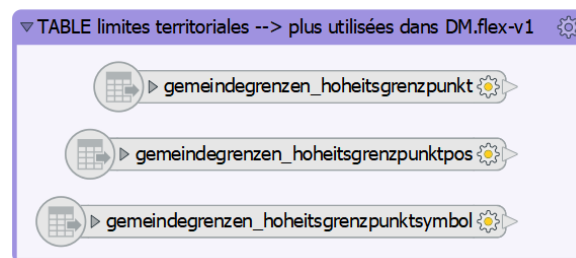 TABLE limites territoriales --> plus utilisées dans DM.flex-v1
gemeindegrenzen_hoheitsgrenzpunkt
gemeindegrenzen_hoheitsgrenzpunktpos
gemeindegrenzen_hoheitsgrenzpunktsymbol